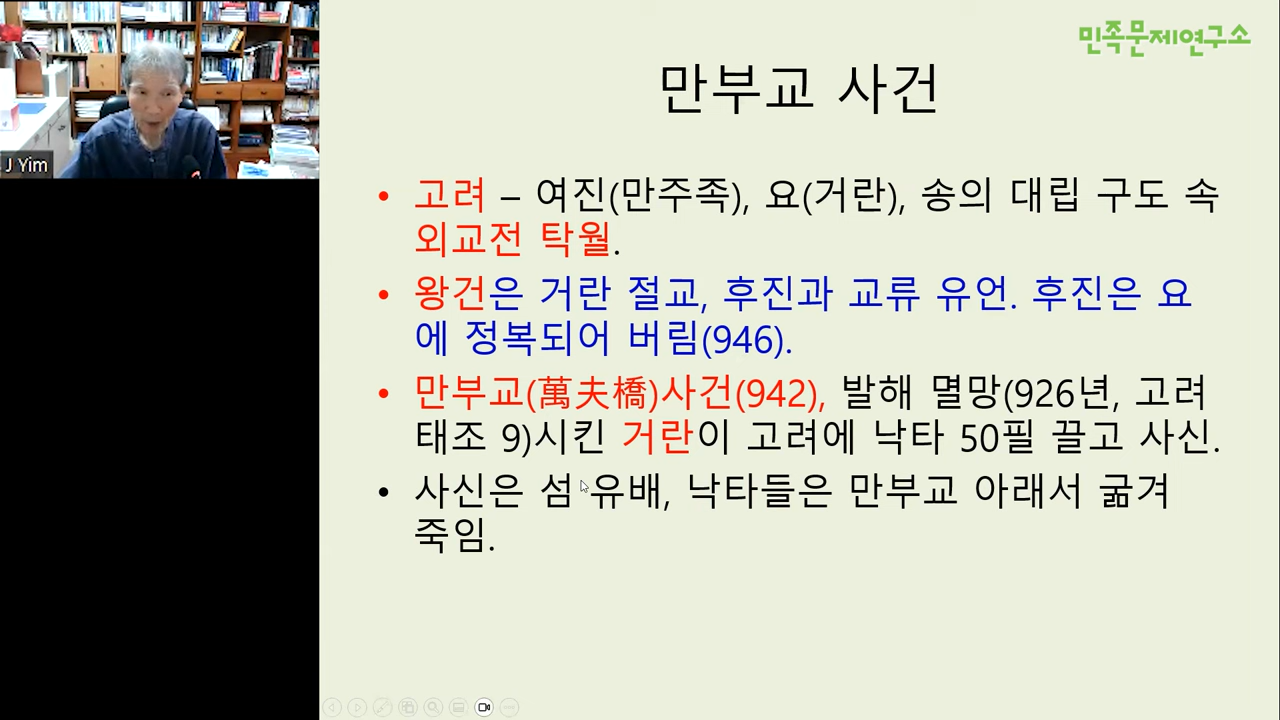 민족문제연구소
만부교 사건
J Yim
• 고려 – 여진(만주족), 요(거란), 송의 대립 구도 속
외교전 탁월.
• 왕건은 거란 절교, 후진과 교류 유언. 후진은 요
에 정복되어 버림(946).
• 만부교(萬夫橋)사건(942), 발해 멸망(926년, 고려
태조 9)시킨 거란이 고려에 낙타 50필 끌고 사신.
• 사신은 섬 유배, 낙타들은 만부교 아래서 굶겨
죽임.